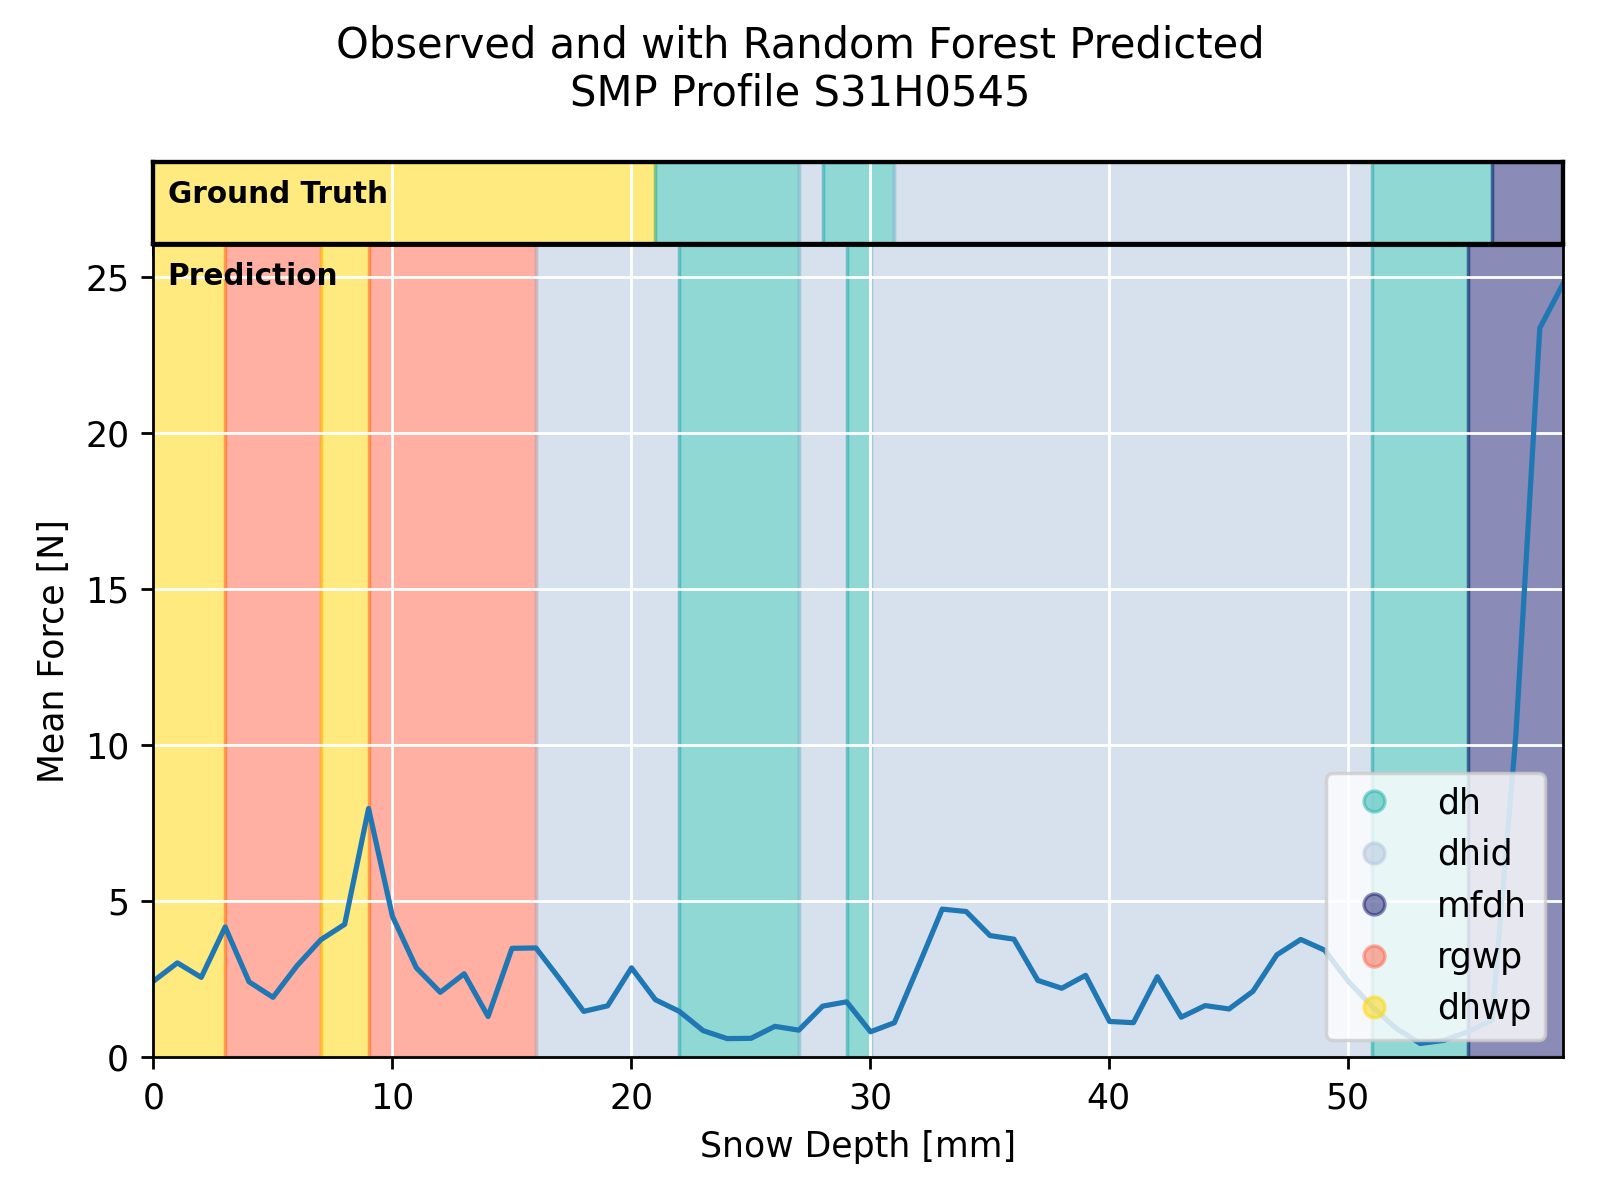 Observed and with Random Forest Predicted
SMP Profile S31H0545
Ground Truth
Prediction
25
20
15
10
5
0
Mean Force [N]
dh
dhid
mfdh
rgwp
dhwp
0 10 20 30 40 50
Snow Depth [mm]